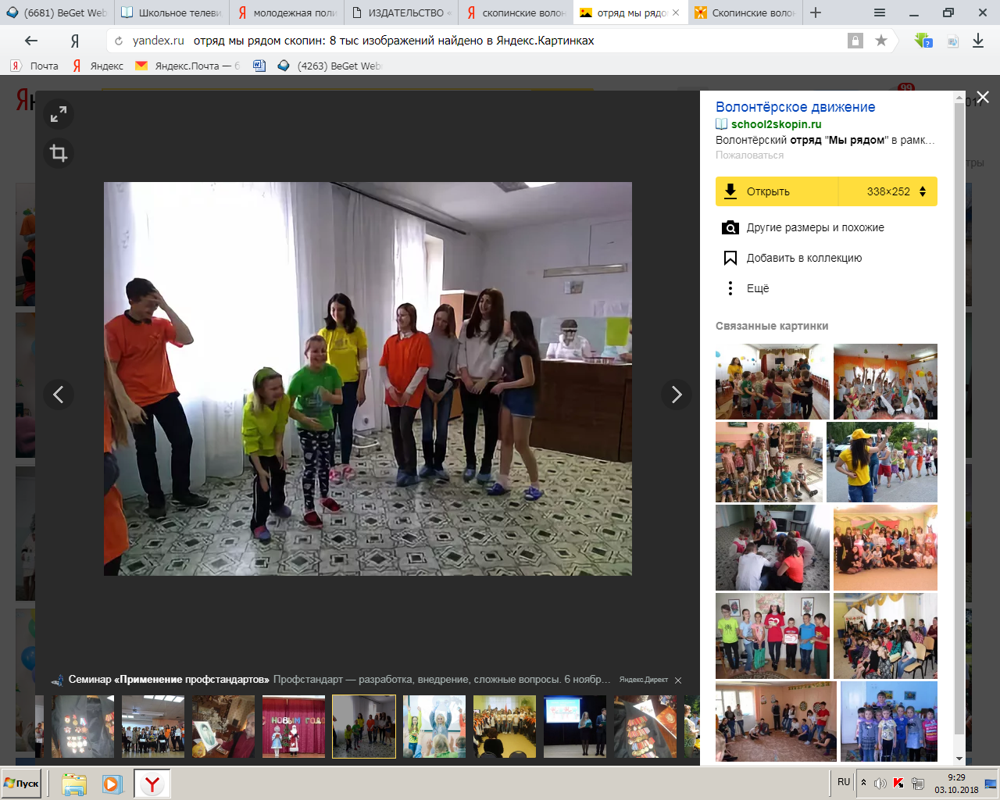 (6681) BeGet Web
Школьное телеви
молодежная поли
ИЗДАТЕЛЬСТВО «
скопинские волон
отряд мы рядо
Скопинские воло
yandex.ru отряд мы рядом скопин: 8 тыс изображений найдено в Яндекс.Картинках
Почта
Яндекс
Яндекс.Почта — б
(4263) BeGet Web
99
Волонтёрское движение
school2skopin.ru
Волонтёрский отряд "Мы рядом" в рамк...
Пожаловаться
Открыть 338×252
Другие размеры и похожие
Добавить в коллекцию
Ещё
Связанные картинки
Семинар «Применение профстандартов» Профстандарт — разработка, внедрение, сложные вопросы. 6 ноябр...
Яндекс.Директ
НОВЫМ ГОДО
Пуск
RU
9:29
03.10.2018